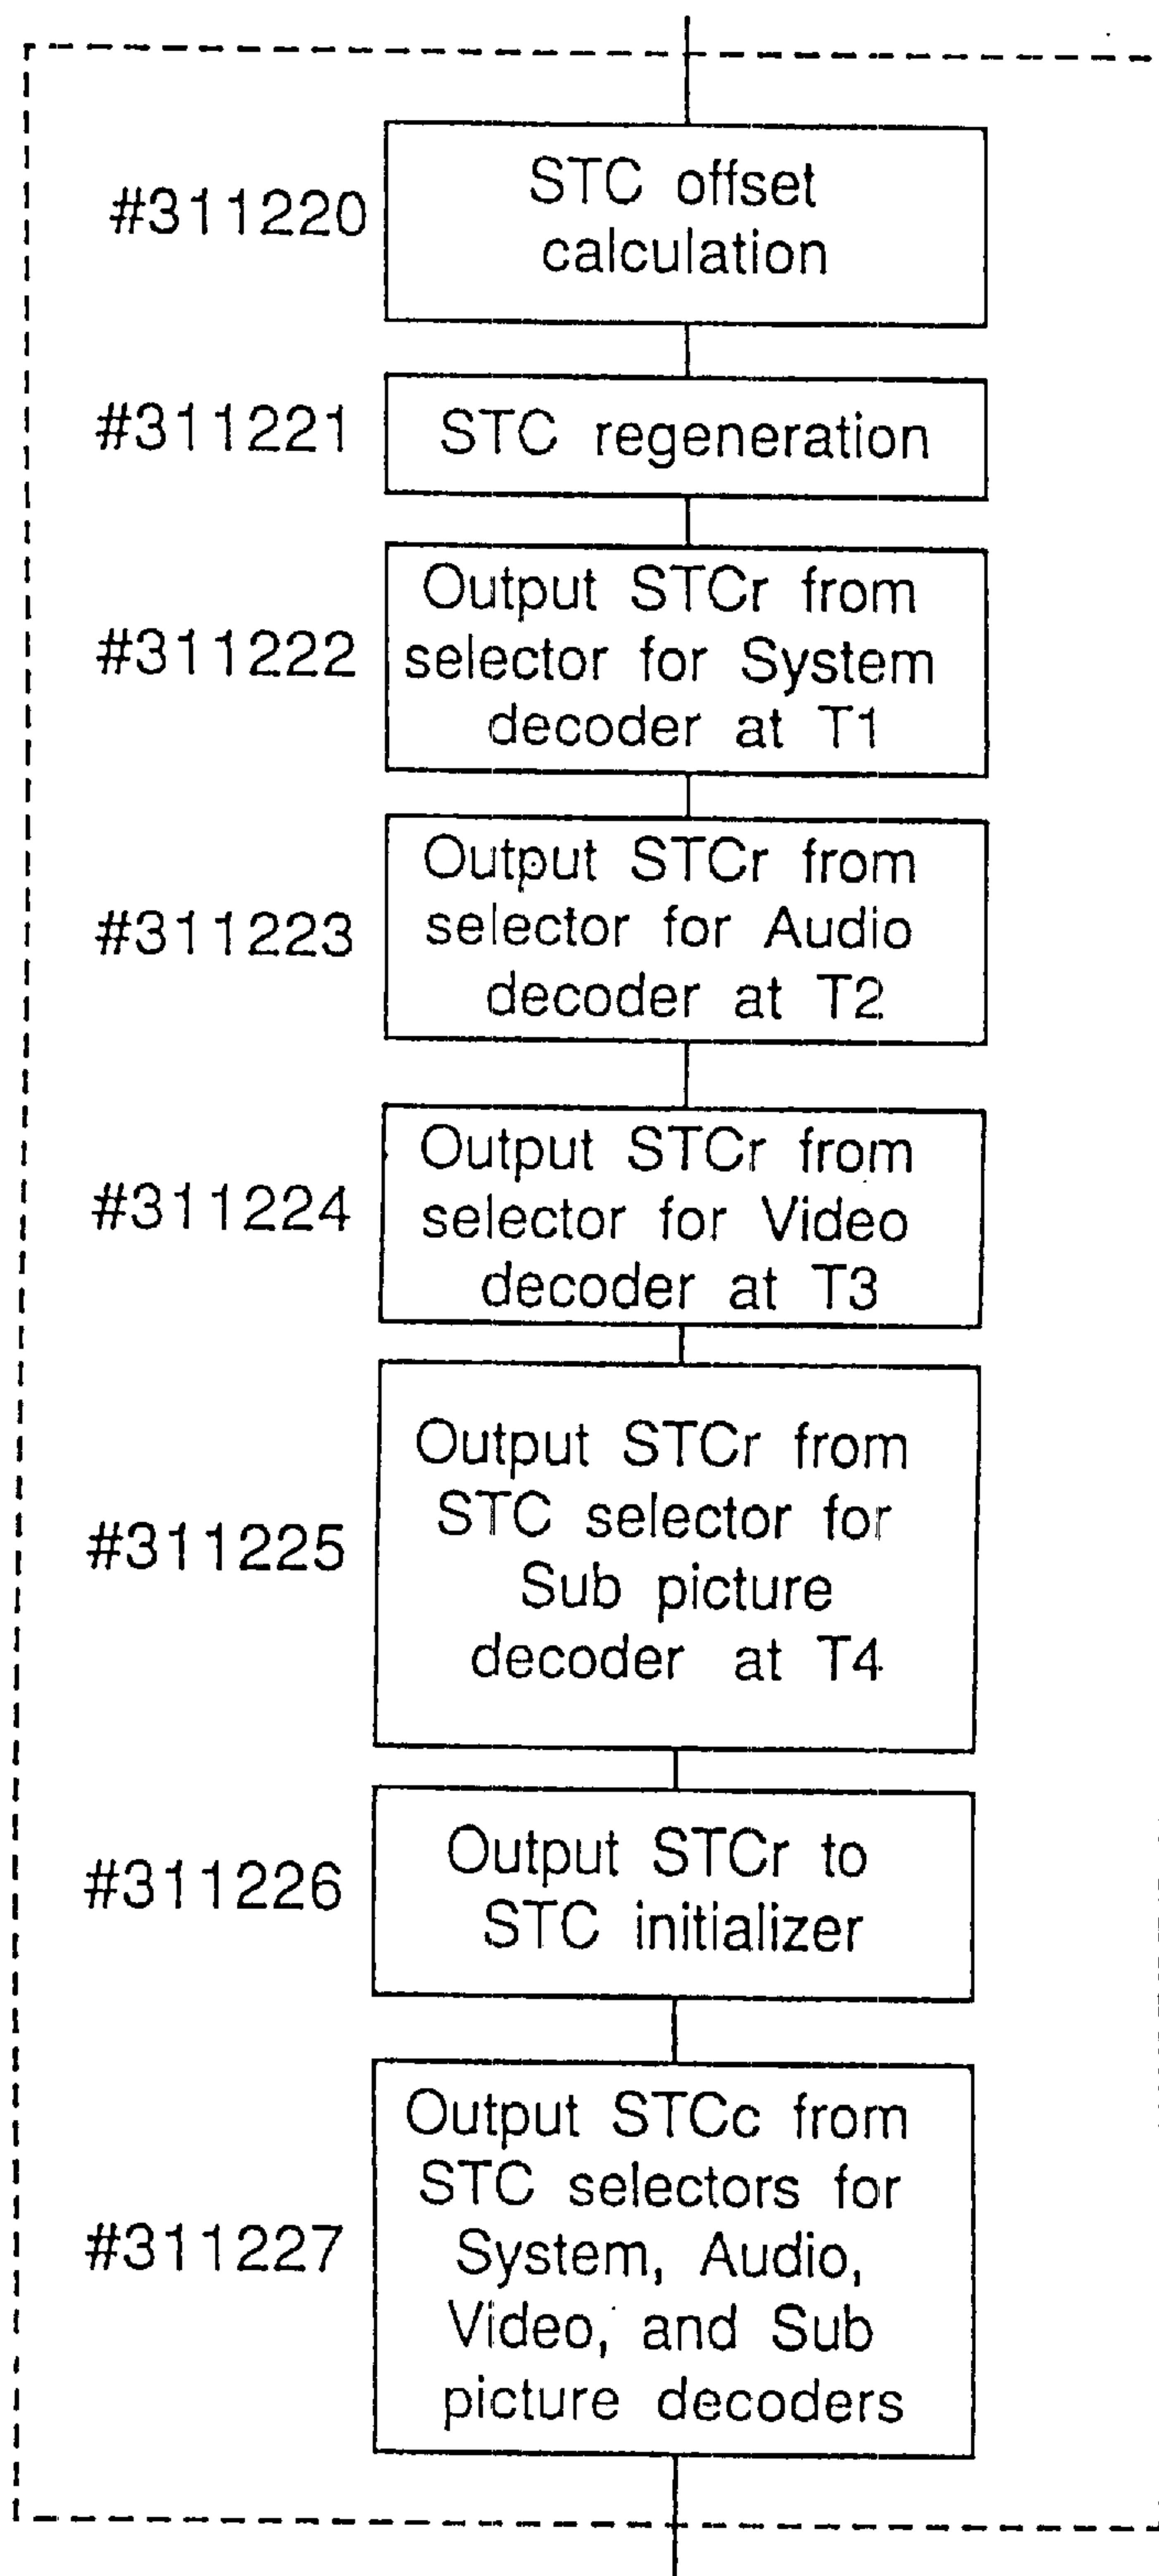 #311220
STC offset
calculation
#311221
STC regeneration
#311222
Output STCr from
selector for System
decoder at T1
#311223
Output STCr from
selector for Audio
decoder at T2
#311224
Output STCr from
selector for Video
decoder at T3
#311225
Output STCr from
STC selector for
Sub picture
decoder at T4
#311226
Output STCr to
STC initializer
#311227
Output STCc from
STC selectors for
System, Audio,
Video, and Sub
picture decoders